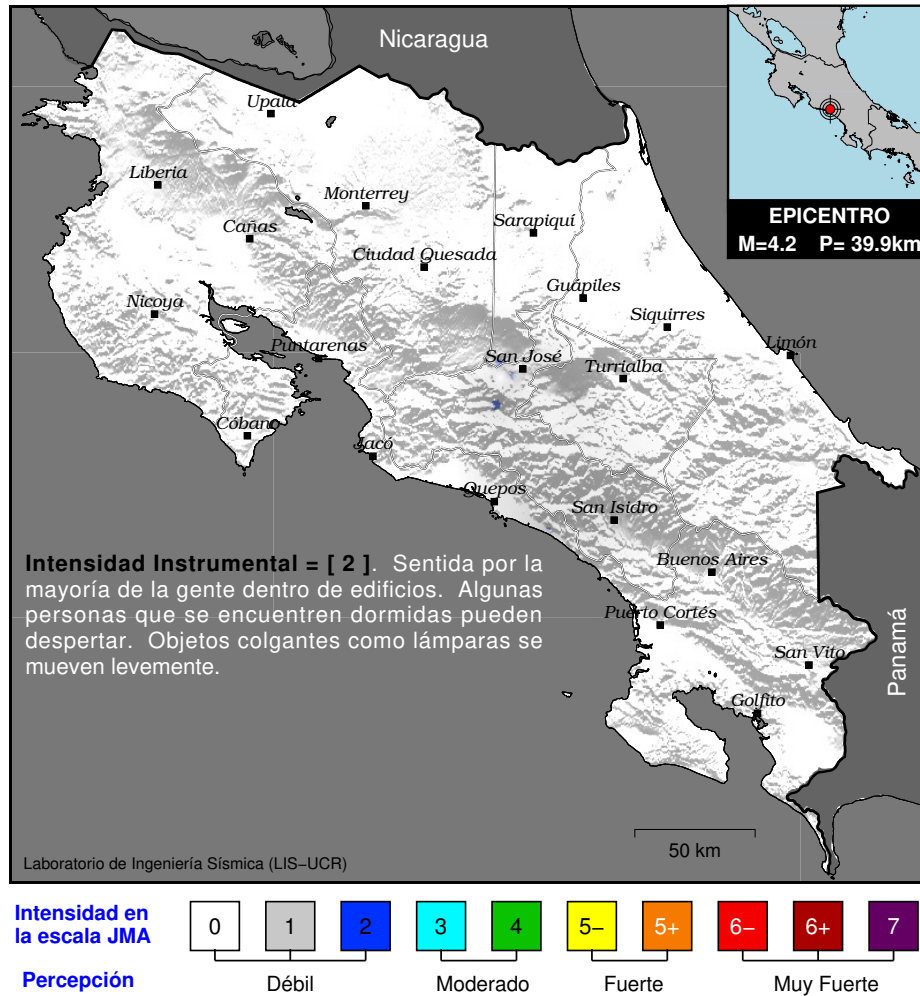 Nicaragua
EPICENTRO
M=4.2 P= 39.9km
Upala
Liberia
Monterrey
Cañas
Sarapiquí
Ciudad Quesada
Guápiles
Nicoya
Siquirres
Puntarenas
San José
Limón
Turrialba
Cóbano
Jacó
Quepos
San Isidro
Buenos Aires
Puerto Cortés
San Vito
Panamá
Golfito
Intensidad Instrumental = [ 2 ]. Sentida por la
mayoría de la gente dentro de edificios. Algunas
personas que se encuentren dormidas pueden
despertar. Objetos colgantes como lámparas se
mueven levemente.
50 km
Laboratorio de Ingeniería Sísmica (LIS−UCR)
Intensidad en
la escala JMA
0 1 2 3 4 5− 5+ 6− 6+ 7
Percepción Débil Moderado Fuerte Muy Fuerte